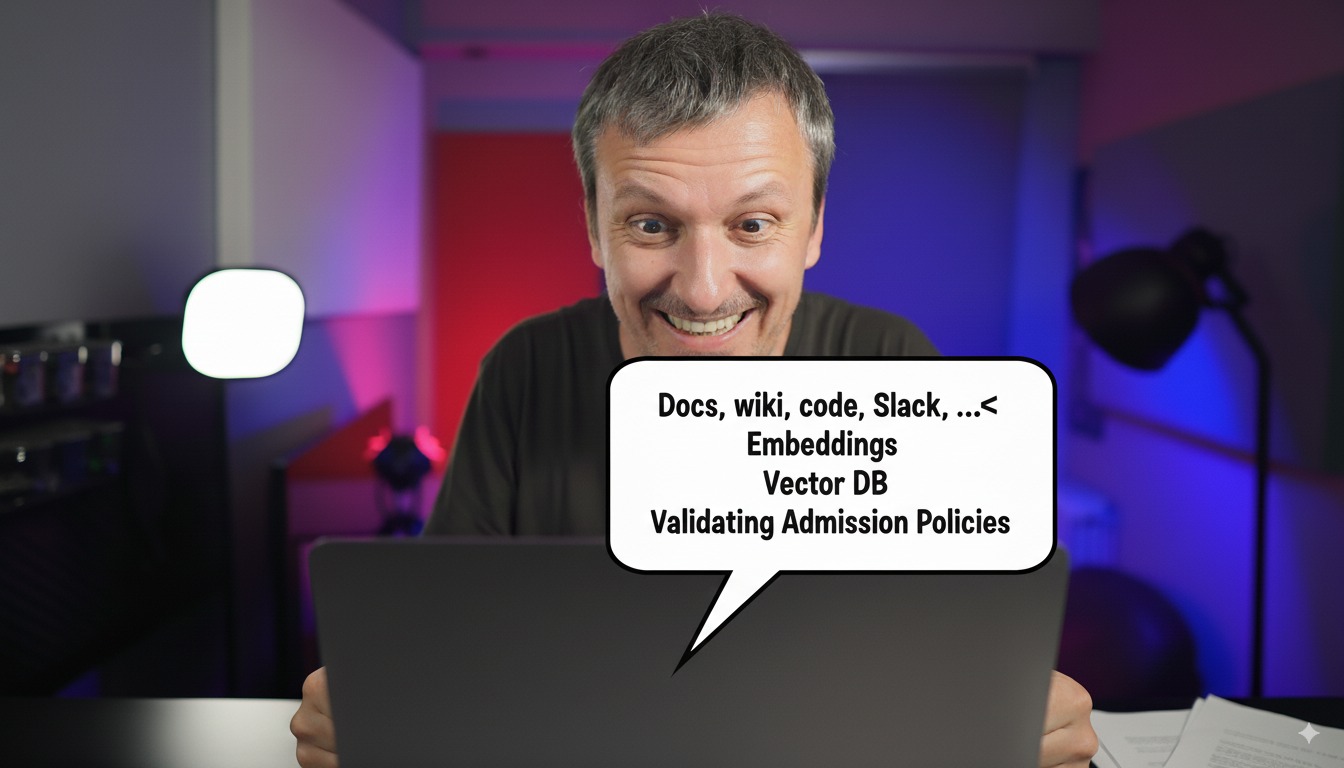 Docs, wiki, code, Slack, ...<
Embeddings
Vector DB
Validating Admission Policies